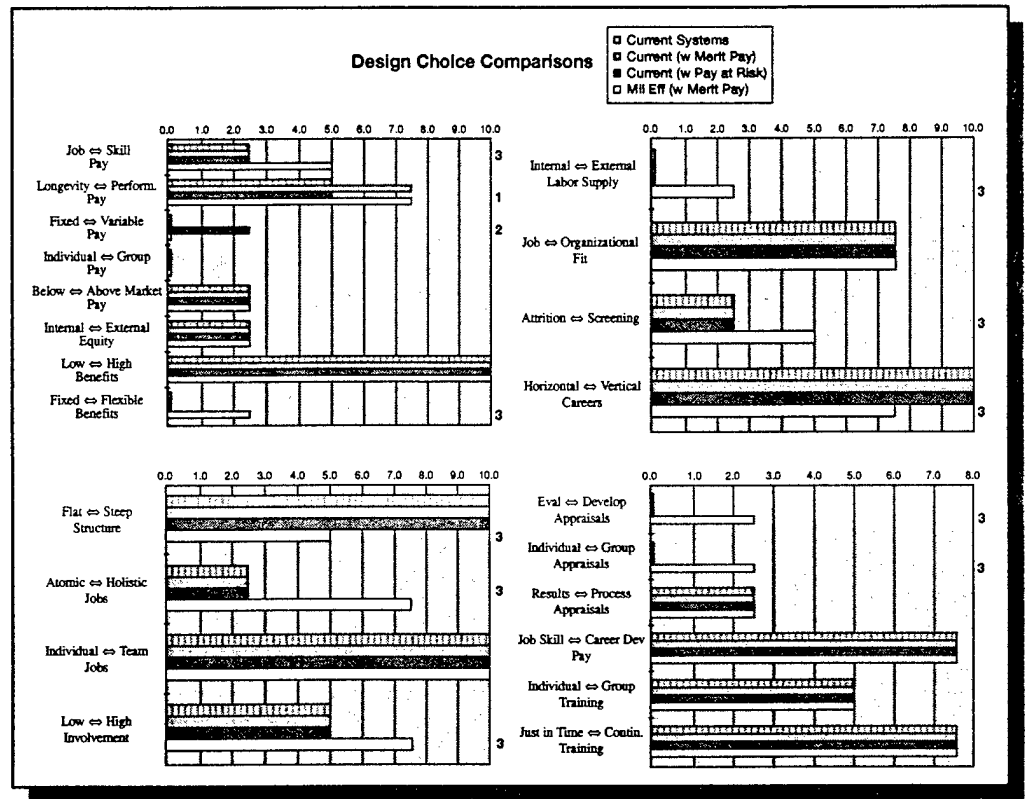 Design Choice Comparisons
Current Systems
Current (w Merit Pay)
Current (w Pay at Risk)
Mil Eff (w Merit Pay)
0.0 1.0 2.0 3.0 4.0 5.0 6.0 7.0 8.0 9.0 10.0
Job ⇔ Skill
Pay
3
Longevity ⇔ Perform.
Pay
1
Fixed ⇔ Variable
Pay
2
Individual ⇔ Group
Pay
Below ⇔ Above Market
Pay
Internal ⇔ External
Equity
Low ⇔ High
Benefits
Fixed ⇔ Flexible
Benefits
3
0.0 1.0 2.0 3.0 4.0 5.0 6.0 7.0 8.0 9.0 10.0
Internal ⇔ External
Labor Supply
3
Job ⇔ Organizational
Fit
Attrition ⇔ Screening
3
Horizontal ⇔ Vertical
Careers
3
0.0 1.0 2.0 3.0 4.0 5.0 6.0 7.0 8.0 9.0 10.0
Flat ⇔ Steep
Structure
3
Atomic ⇔ Holistic
Jobs
3
Individual ⇔ Team
Jobs
Low ⇔ High
Involvement
3
0.0 1.0 2.0 3.0 4.0 5.0 6.0 7.0 8.0
Eval ⇔ Develop
Appraisals
3
Individual ⇔ Group
Appraisals
3
Results ⇔ Process
Appraisals
Job Skill ⇔ Career Dev
Pay
Individual ⇔ Group
Training
Just in Time ⇔ Contin.
Training